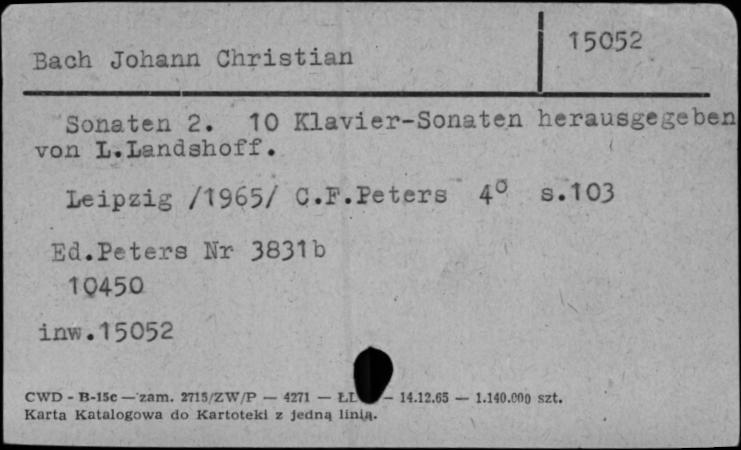 Bach Johann Christian
15052
Sonaten 2. 10 Klavier-Sonaten herausgegeben
von L.Landshoff.
Leipzig /1965/ C.F.Peters 4° s.103
Ed.Peters Nr 3831b
10450
inw.15052
CWD - B-15c — zam. 2715/ZW/P — 4271 — — 14.12.65 — 1.140.000 szt.
Karta Katalogowa do Kartoteki z jedną linią.